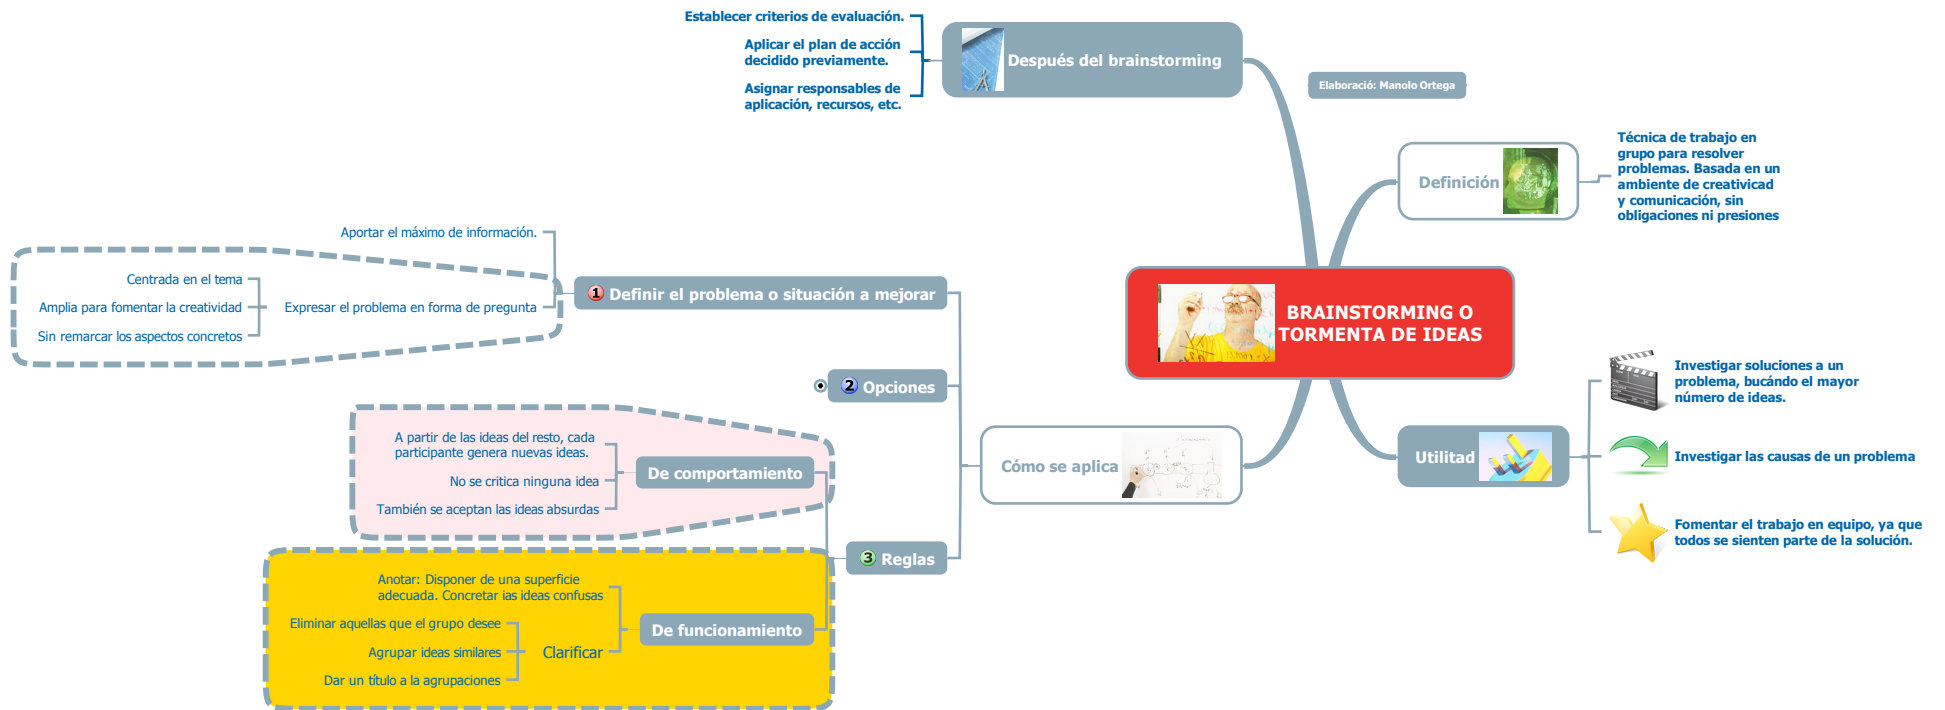 Establecer criterios de evaluación.
Aplicar el plan de acción
decidido previamente.
Asignar responsables de
aplicación, recursos, etc.
Después del brainstorming
Elaboració: Manolo Ortega
Definición
Técnica de trabajo en
grupo para resolver
problemas. Basada en un
ambiente de creativicad
y comunicación, sin
obligaciones ni presiones
BRAINSTORMING O
TORMENTA DE IDEAS
Utilitad
Investigar soluciones a un
problema, bucándo el mayor
número de ideas.
Investigar las causas de un problema
Fomentar el trabajo en equipo, ya que
todos se sienten parte de la solución.
Cómo se aplica
1 Definir el problema o situación a mejorar
Aportar el máximo de información.
Expresar el problema en forma de pregunta
Centrada en el tema
Amplia para fomentar la creatividad
Sin remarcar los aspectos concretos
2 Opciones
3 Reglas
De comportamiento
A partir de las ideas del resto, cada
participante genera nuevas ideas.
No se critica ninguna idea
También se aceptan las ideas absurdas
De funcionamiento
Anotar: Disponer de una superficie
adecuada. Concretar ias ideas confusas
Clarificar
Eliminar aquellas que el grupo desee
Agrupar ideas similares
Dar un título a la agrupaciones